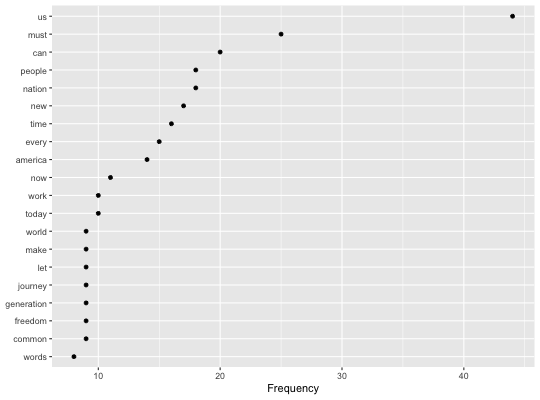 us
must
can
people
nation
new
time
every
america
now
work
today
world
make
let
journey
generation
freedom
common
words
10 20 30 40
Frequency